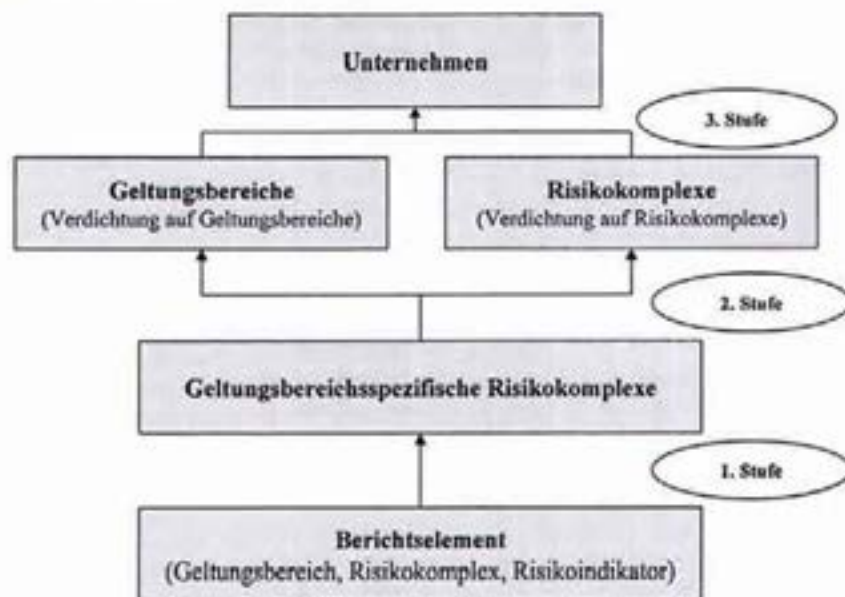 Unternehmen
3. Stufe
Geltungsbereiche
(Verdichtung auf Geltungsbereiche)
Risikokomplexe
(Verdichtung auf Risikokomplexe)
2. Stufe
Geltungsbereichsspezifische Risikokomplexe
1. Stufe
Berichtselement
(Geltungsbereich, Risikokomplex, Risikoindikator)